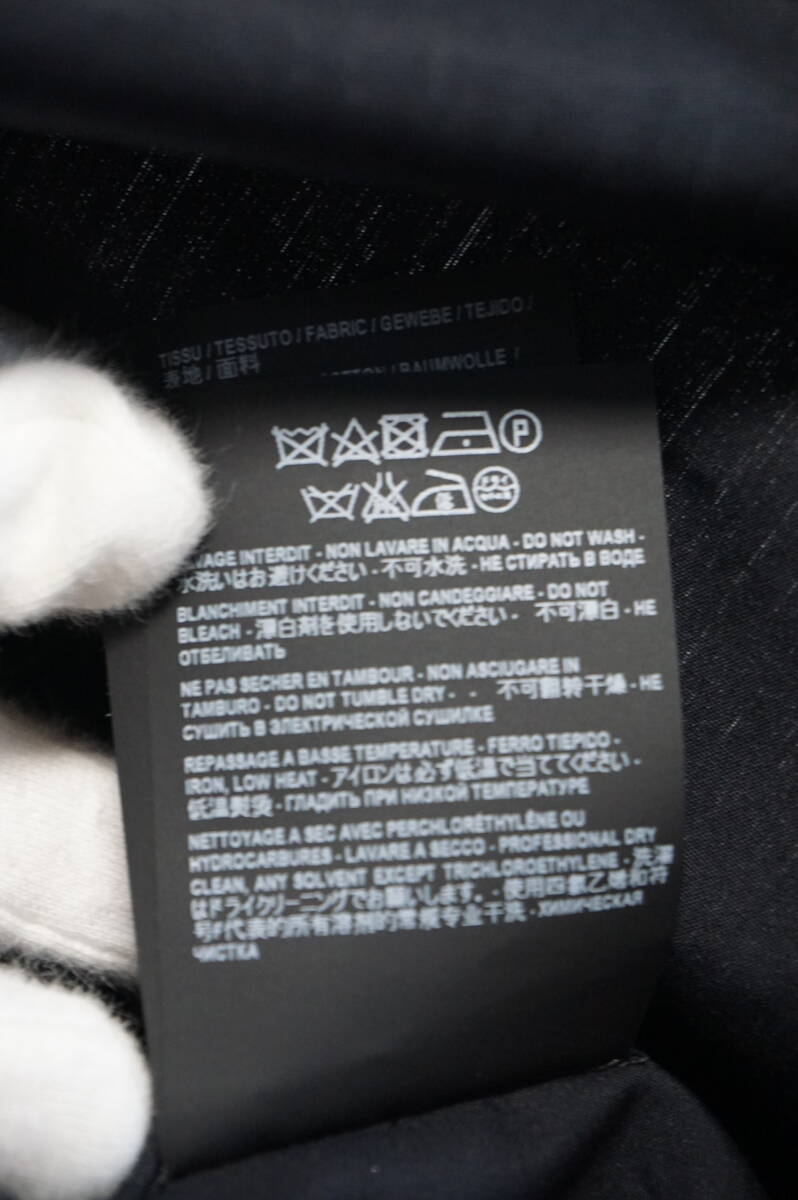 TISSU / TESSUTO / FABRIC / GEWEBE / TEJIDO /
表地 / 面料
COTTON / BAUMWOLLE /
P
ドライ
LAVAGE INTERDIT - NON LAVARE IN ACQUA - DO NOT WASH -
水洗いはお避けください - 不可水洗 - НЕ СТИРАТЬ В ВОДЕ
BLANCHIMENT INTERDIT - NON CANDEGGIARE - DO NOT
BLEACH - 漂白剤を使用しないでください - 不可漂白 - НЕ
ОТБЕЛИВАТЬ
NE PAS SECHER EN TAMBOUR - NON ASCIUGARE IN
TAMBURO - DO NOT TUMBLE DRY - - 不可翻转干燥 - НЕ
СУШИТЬ В ЭЛЕКТРИЧЕСКОЙ СУШИЛКЕ
REPASSAGE A BASSE TEMPERATURE - FERRO TIEPIDO -
IRON, LOW HEAT - アイロンは必ず低温で当ててください -
低温熨烫 - ГЛАДИТЬ ПРИ НИЗКОЙ ТЕМПЕРАТУРЕ
NETTOYAGE A SEC AVEC PERCHLORÉTHYLÈNE OU
HYDROCARBURES - LAVARE A SECCO - PROFESSIONAL DRY
CLEAN, ANY SOLVENT EXCEPT TRICHLOROETHYLENE - 洗濯
はドライクリーニングでお願いします。 - 使用四氯乙烯和符
号P代表的所有溶剂的常规专业干洗 - ХИМИЧЕСКАЯ
ЧИСТКА